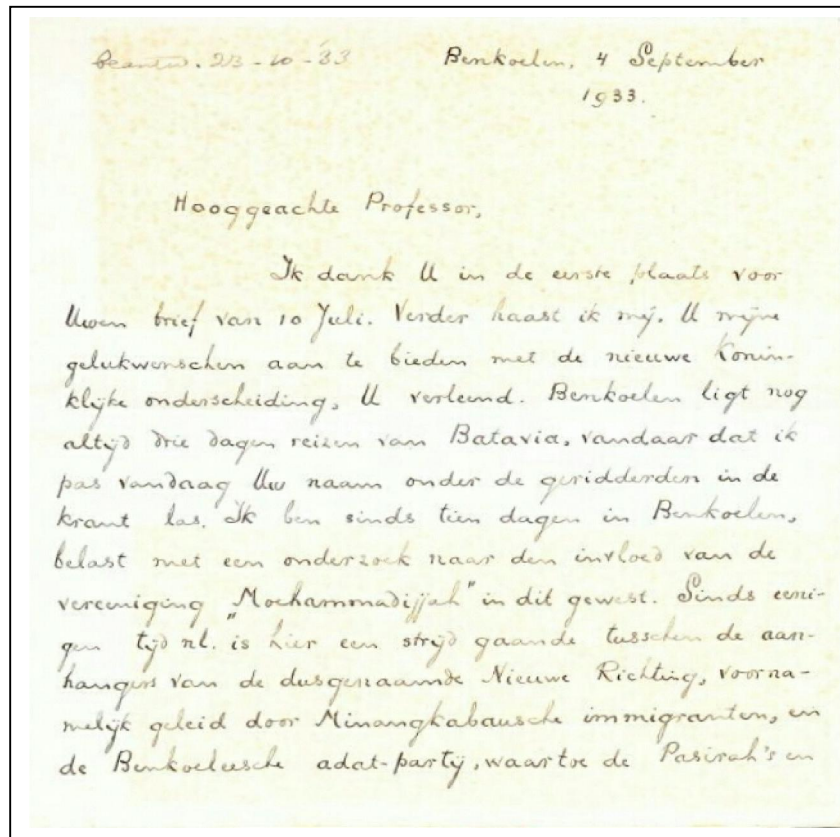 beantw. 23-10-'33
Benkoelen, 4 September
1933.
Hooggeachte Professor,
Ik dank U in de eerste plaats voor
Uwen brief van 10 Juli. Verder haast ik mij, U mijne
gelukwenschen aan te bieden met de nieuwe Konin-
klijke onderscheiding, U verleend. Benkoelen ligt nog
altijd drie dagen reizen van Batavia, vandaar dat ik
pas vandaag Uw naam onder de geridderden in de
krant las. Ik ben sinds tien dagen in Benkoelen,
belast met een onderzoek naar den invloed van de
vereeniging „Moehammadijjah" in dit gewest. Sinds eeni-
gen tijd nl. is hier een strijd gaande tusschen de aan-
hangers van de dusgenaamde Nieuwe Richting, voorna-
melijk geleid door Minangkabausche immigranten, en
de Benkoeleesche adat-partij, waartoe de Pasirah's en